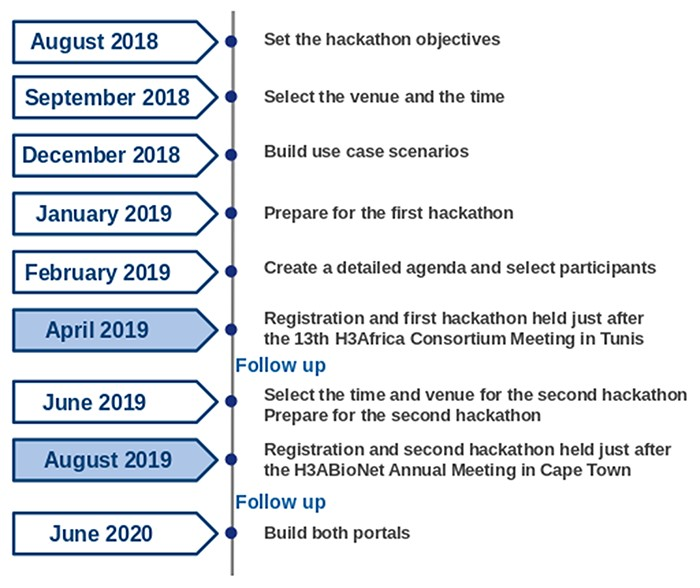 August 2018
Set the hackathon objectives
September 2018
Select the venue and the time
December 2018
Build use case scenarios
January 2019
Prepare for the first hackathon
February 2019
Create a detailed agenda and select participants
April 2019
Registration and first hackathon held just after
the 13th H3Africa Consortium Meeting in Tunis
Follow up
June 2019
Select the time and venue for the second hackathon
Prepare for the second hackathon
August 2019
Registration and second hackathon held just after
the H3ABioNet Annual Meeting in Cape Town
Follow up
June 2020
Build both portals